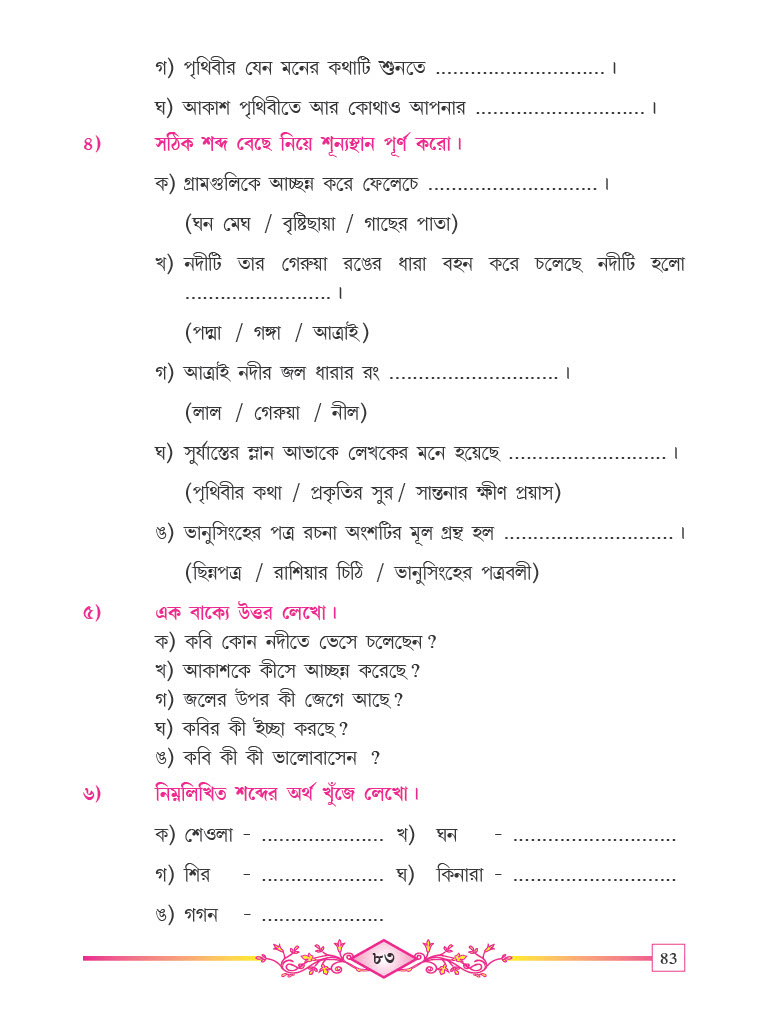 গ) পৃথিবীর যেন মনের কথাটি শুনতে ............................. ।
ঘ) আকাশ পৃথিবীতে আর কোথাও আপনার ............................. ।
৪) সঠিক শব্দ বেছে নিয়ে শূন্যস্থান পূর্ণ করো।
ক) গ্রামগুলিকে আচ্ছন্ন করে ফেলেচে ............................. ।
(ঘন মেঘ / বৃষ্টিছায়া / গাছের পাতা)
খ) নদীটি তার গেরুয়া রঙের ধারা বহন করে চলেছে নদীটি হলো
......................... ।
(পদ্মা / গঙ্গা / আত্রাই)
গ) আত্রাই নদীর জল ধারার রং ............................. ।
(লাল / গেরুয়া / নীল)
ঘ) সুর্যাস্তের ম্লান আভাকে লেখকের মনে হয়েছে ........................... ।
(পৃথিবীর কথা / প্রকৃতির সুর / সান্তনার ক্ষীণ প্রয়াস)
ঙ) ভানুসিংহের পত্র রচনা অংশটির মূল গ্রন্থ হল ............................. ।
(ছিন্নপত্র / রাশিয়ার চিঠি / ভানুসিংহের পত্রবলী)
৫) এক বাক্যে উত্তর লেখো।
ক) কবি কোন নদীতে ভেসে চলেছেন?
খ) আকাশকে কীসে আচ্ছন্ন করেছে?
গ) জলের উপর কী জেগে আছে?
ঘ) কবির কী ইচ্ছা করছে?
ঙ) কবি কী কী ভালোবাসেন ?
৬) নিম্নলিখিত শব্দের অর্থ খুঁজে লেখো।
ক) শেওলা - ..................... খ) ঘন - ............................
গ) শির - ..................... ঘ) কিনারা - ............................
ঙ) গগন - .....................
৮৩ 83